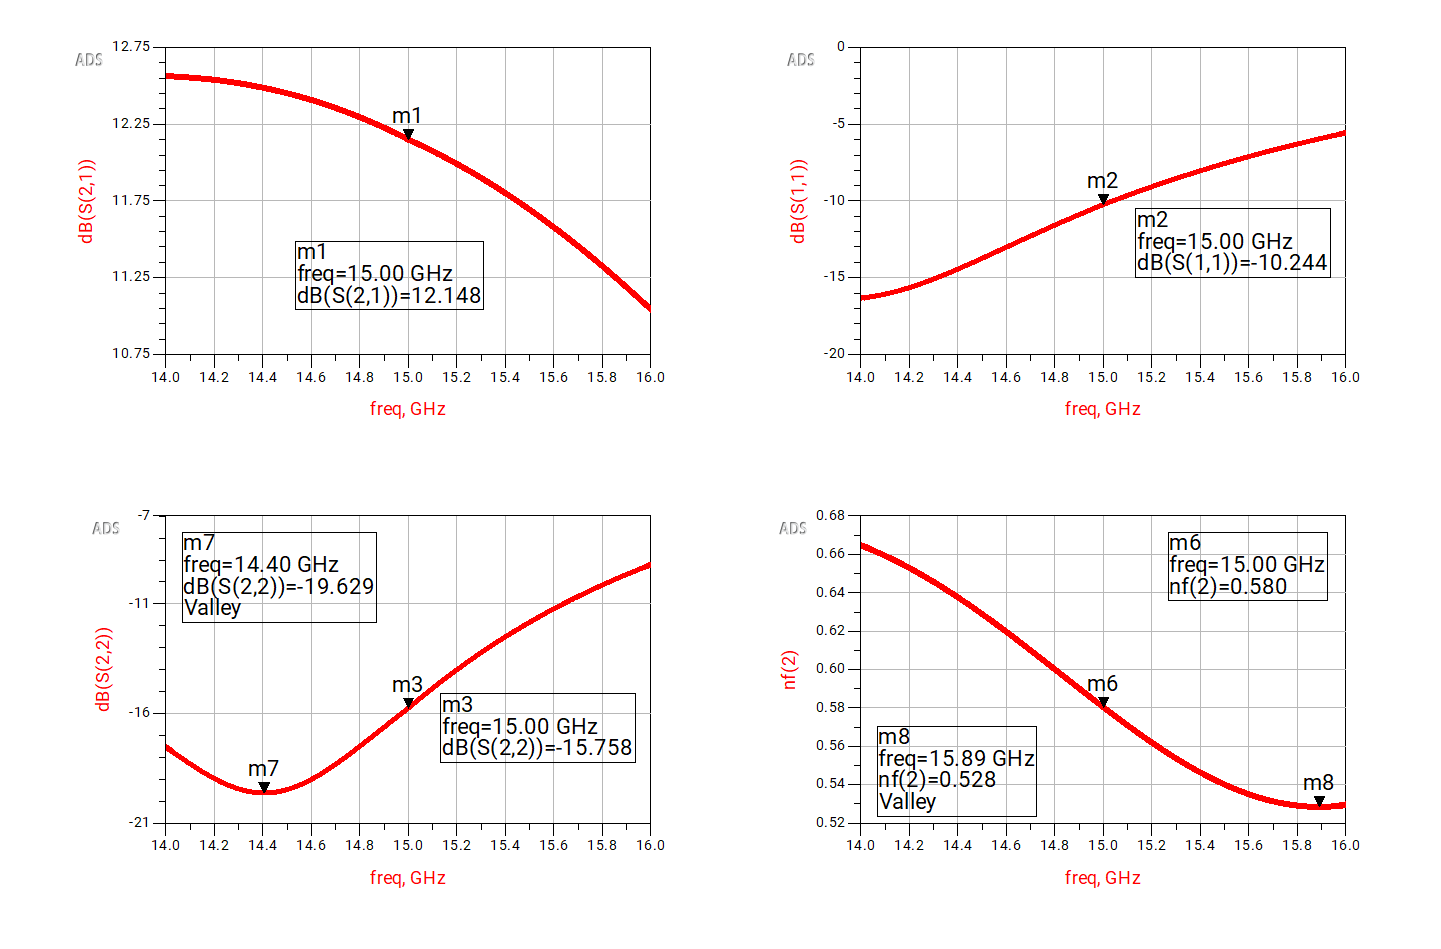 ADS
12.75
12.25
11.75
11.25
10.75
dB(S(2,1))
m1
m1
freq=15.00 GHz
dB(S(2,1))=12.148
14.0 14.2 14.4 14.6 14.8 15.0 15.2 15.4 15.6 15.8 16.0
freq, GHz
ADS
0
-5
-10
-15
-20
dB(S(1,1))
m2
m2
freq=15.00 GHz
dB(S(1,1))=-10.244
14.0 14.2 14.4 14.6 14.8 15.0 15.2 15.4 15.6 15.8 16.0
freq, GHz
ADS
-7
-11
-16
-21
dB(S(2,2))
m7
freq=14.40 GHz
dB(S(2,2))=-19.629
Valley
m3
m3
freq=15.00 GHz
dB(S(2,2))=-15.758
m7
14.0 14.2 14.4 14.6 14.8 15.0 15.2 15.4 15.6 15.8 16.0
freq, GHz
ADS
0.68
0.66
0.64
0.62
0.60
0.58
0.56
0.54
0.52
nf(2)
m6
freq=15.00 GHz
nf(2)=0.580
m6
m8
freq=15.89 GHz
nf(2)=0.528
Valley
m8
14.0 14.2 14.4 14.6 14.8 15.0 15.2 15.4 15.6 15.8 16.0
freq, GHz